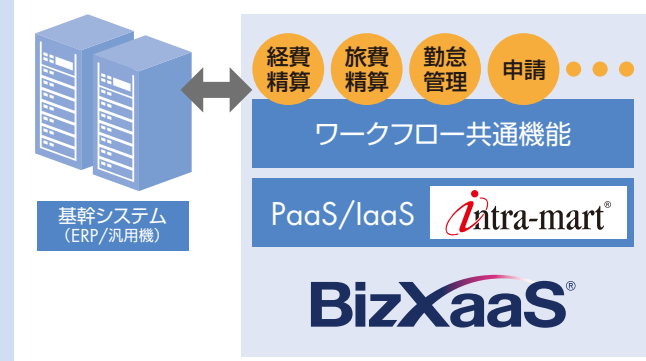 経費
精算
旅費
精算
勤怠
管理
申請
ワークフロー共通機能
基幹システム
（ERP/汎用機）
PaaS/IaaS intra-mart®
BizXaaS®